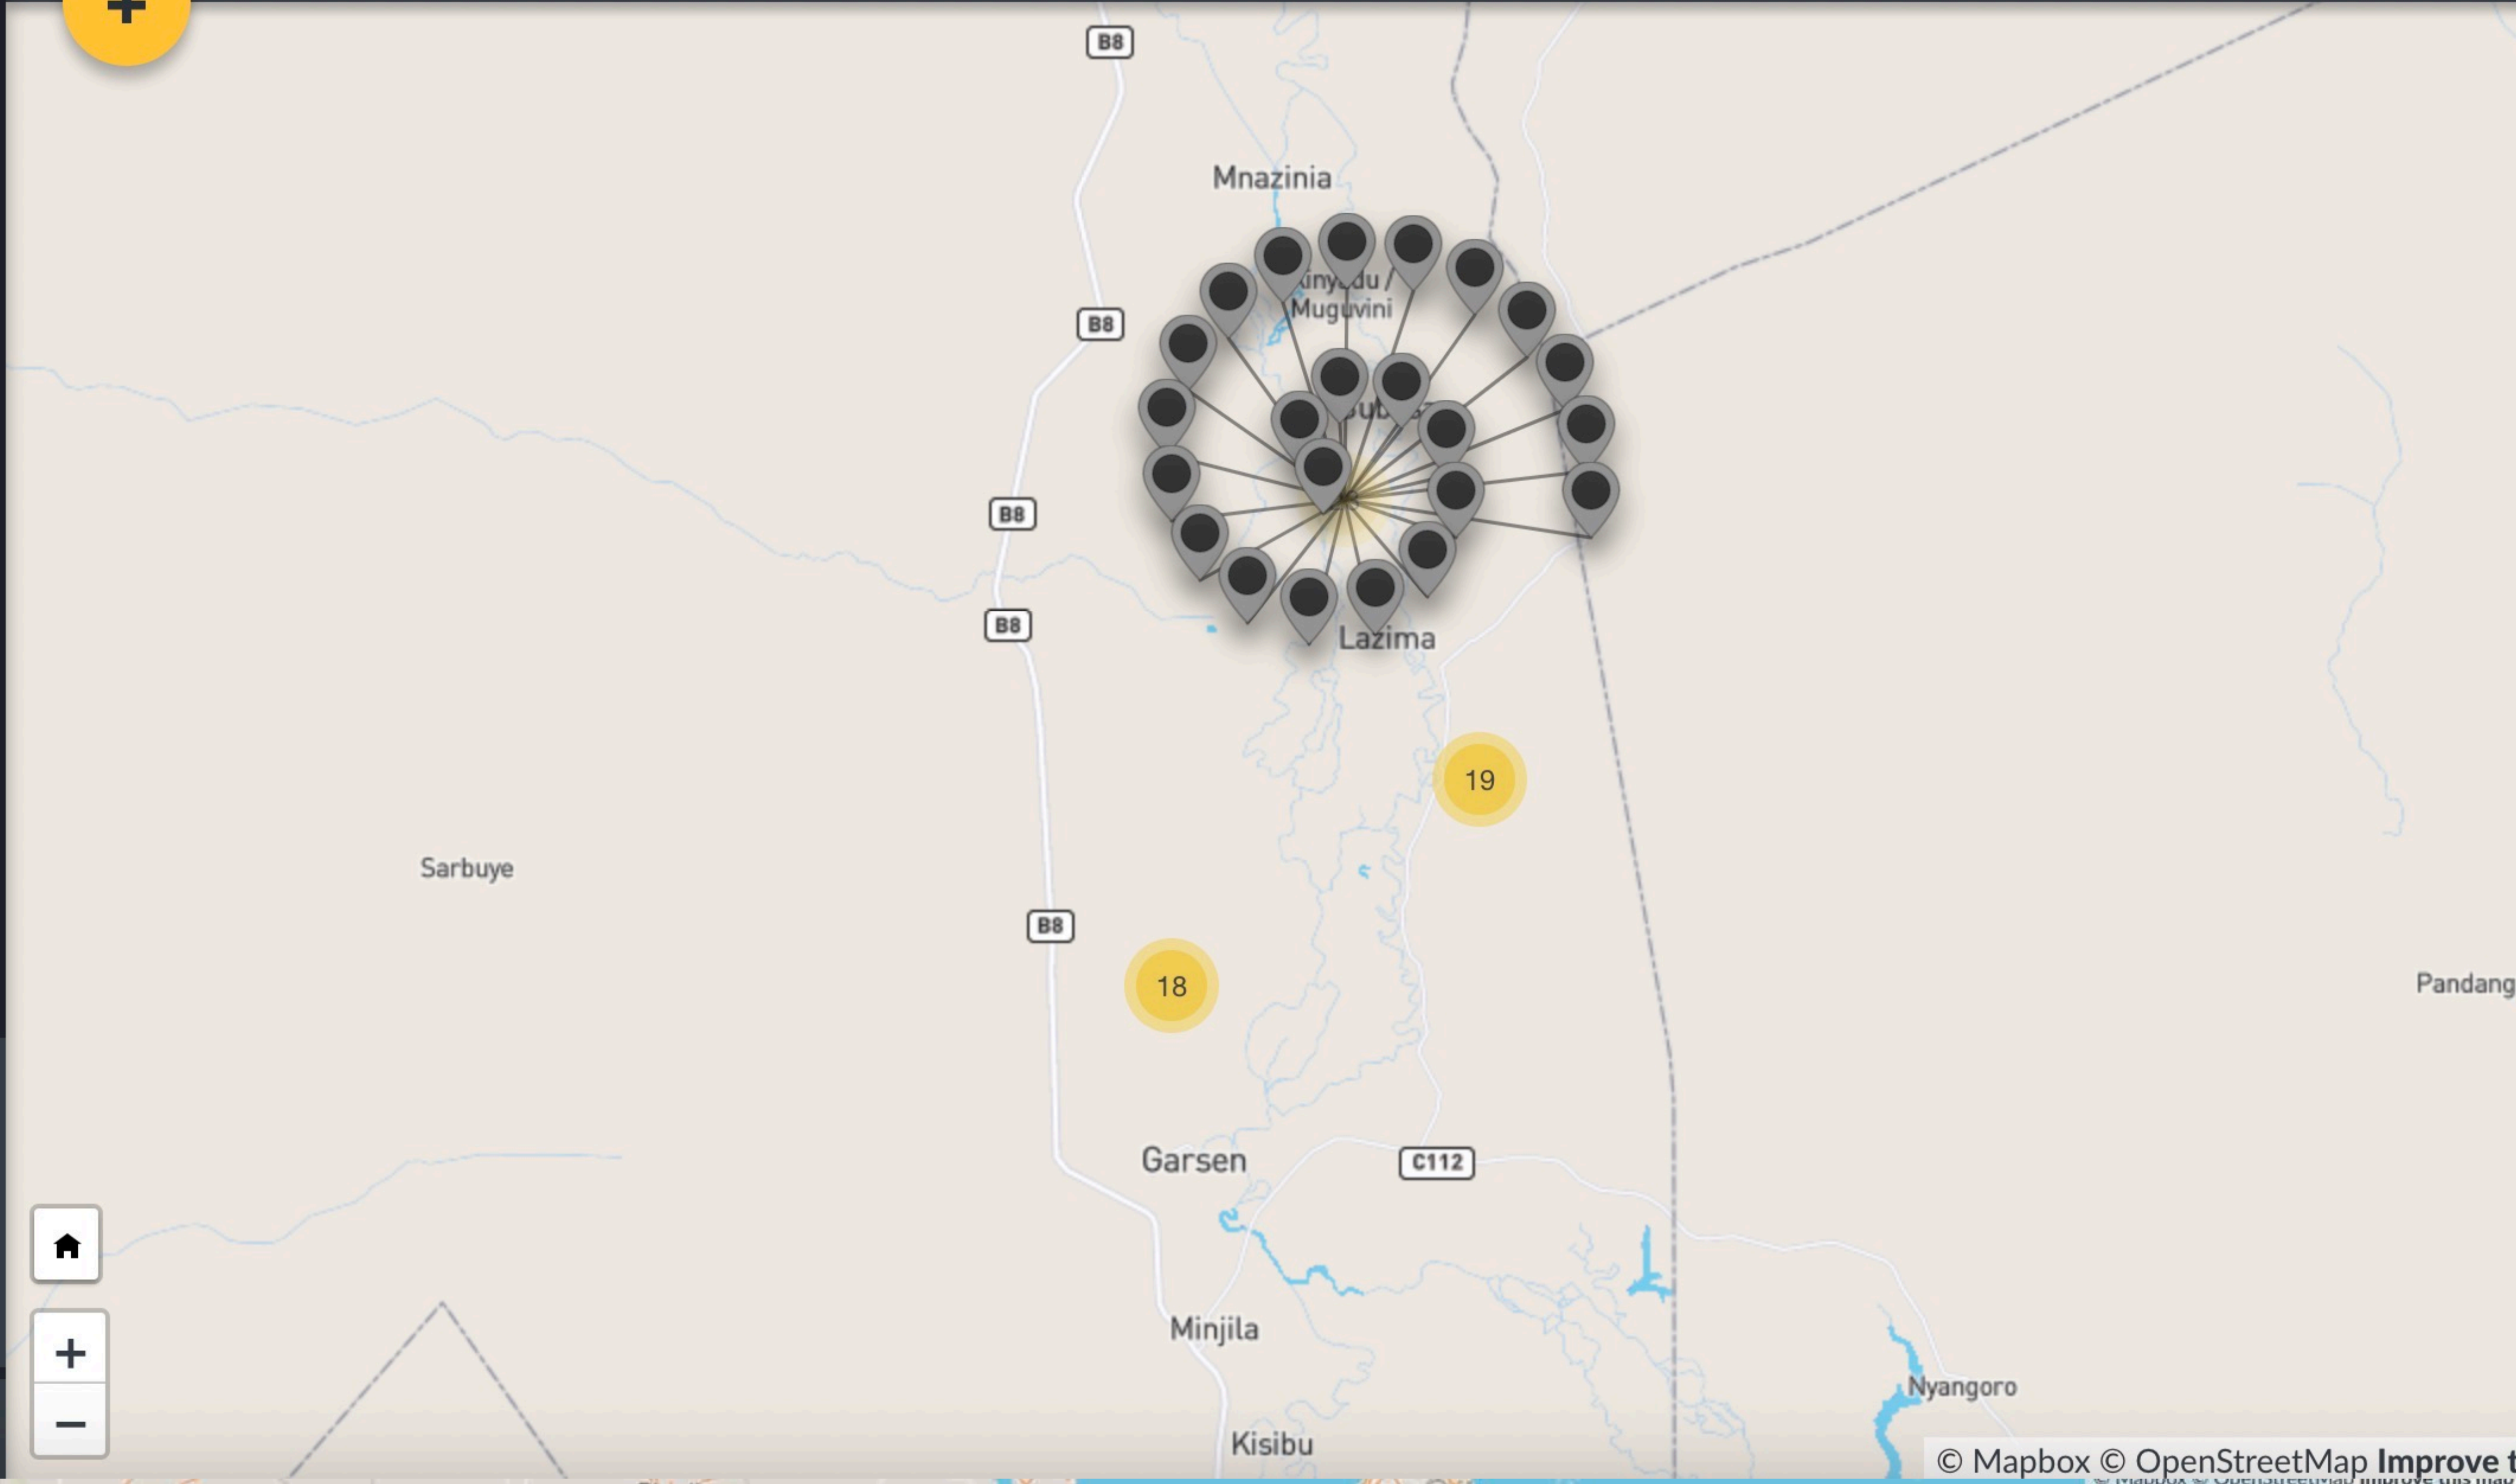 +
B8
Mnazinia
Muguvini
B8
B8
B8
Lazima
19
Sarbuye
B8
18
Garsen
C112
Minjila
+
−
Nyangoro
Kisibu
© Mapbox © OpenStreetMap Improve